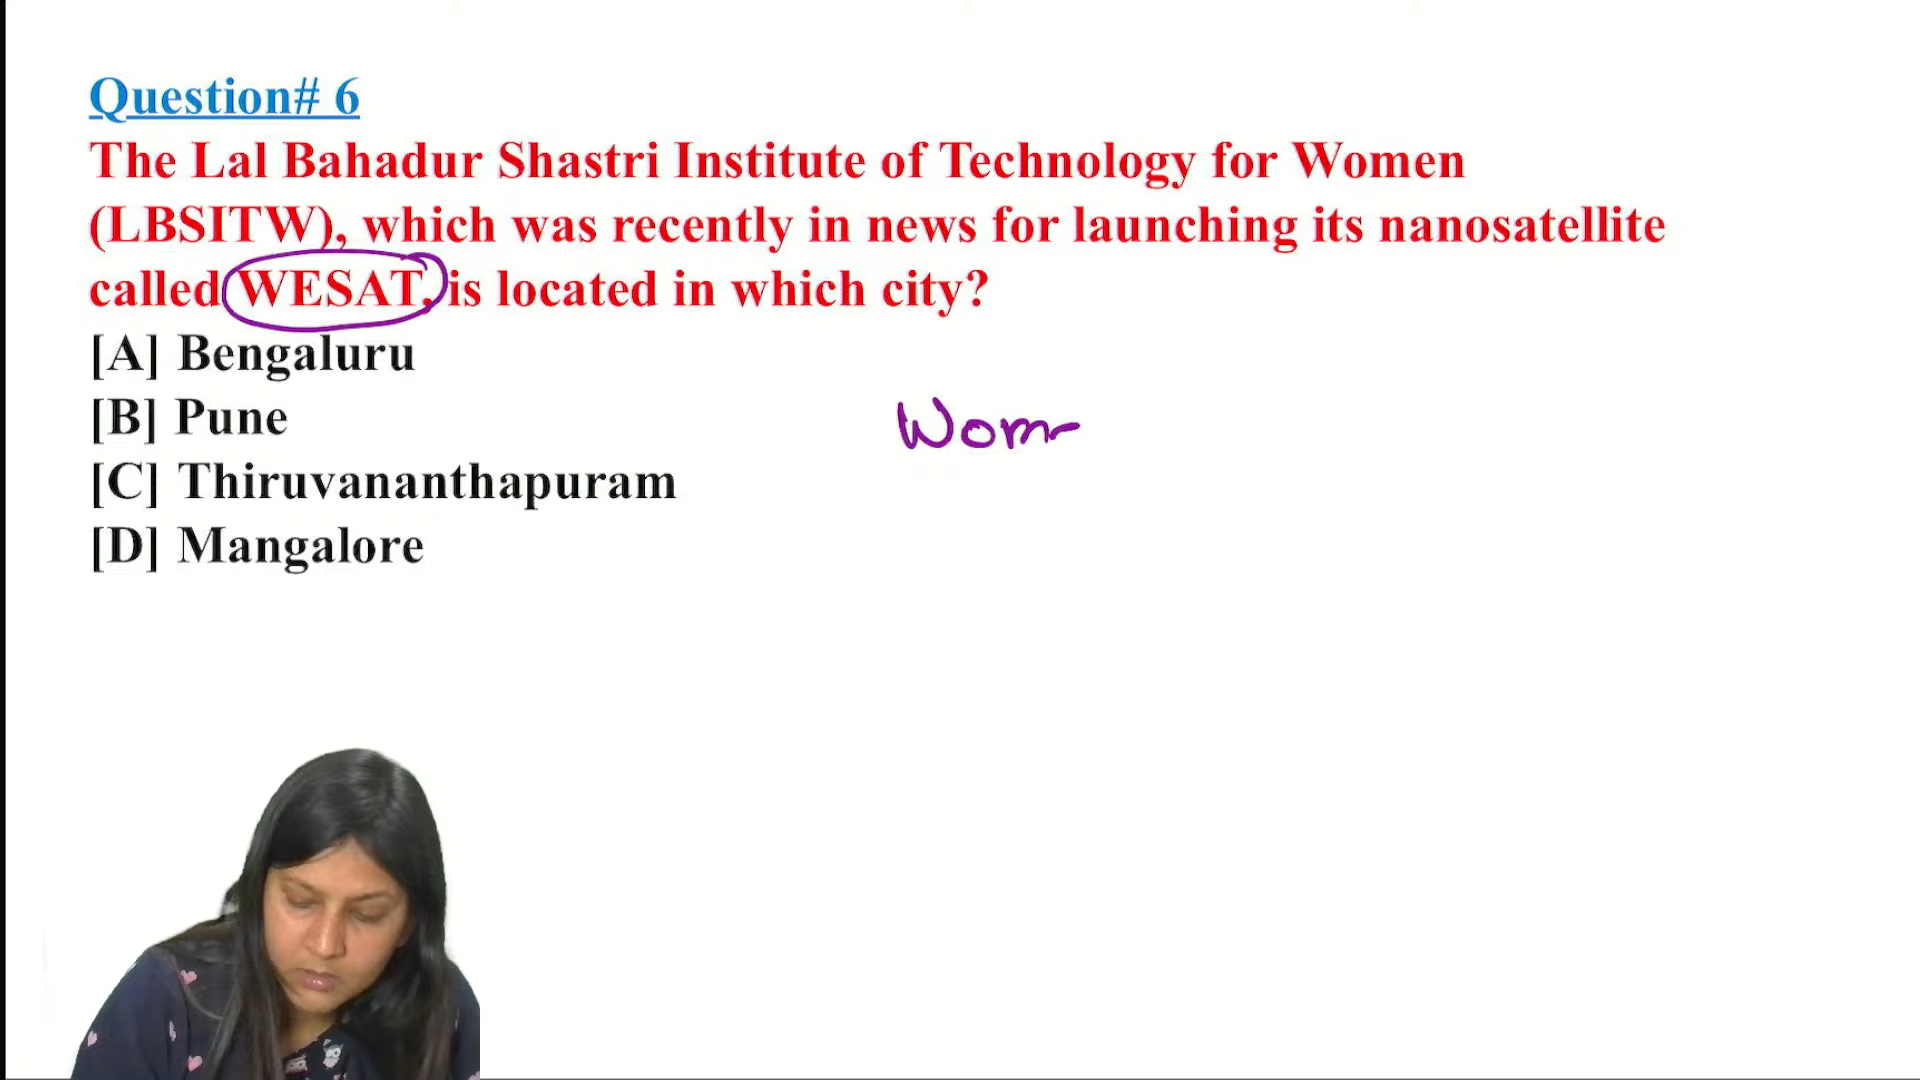 Question# 6
The Lal Bahadur Shastri Institute of Technology for Women
(LBSITW), which was recently in news for launching its nanosatellite
called WESAT, is located in which city?
[A] Bengaluru
[B] Pune
Wom
[C] Thiruvananthapuram
[D] Mangalore